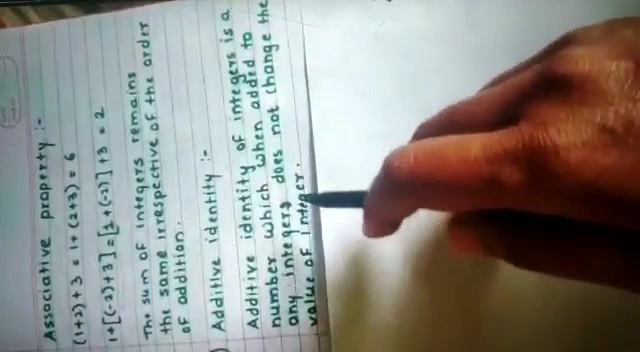 Associative property :-
(1+2)+3 = 1+(2+3) = 6
1+[(-2)+3]=[1+(-2)]+3 = 2
The sum of integers remains
the same irrespective of the order
of addition.
Additive identity :-
Additive identity of integers is a
number which when added to
any integers does not change the
value of integer.